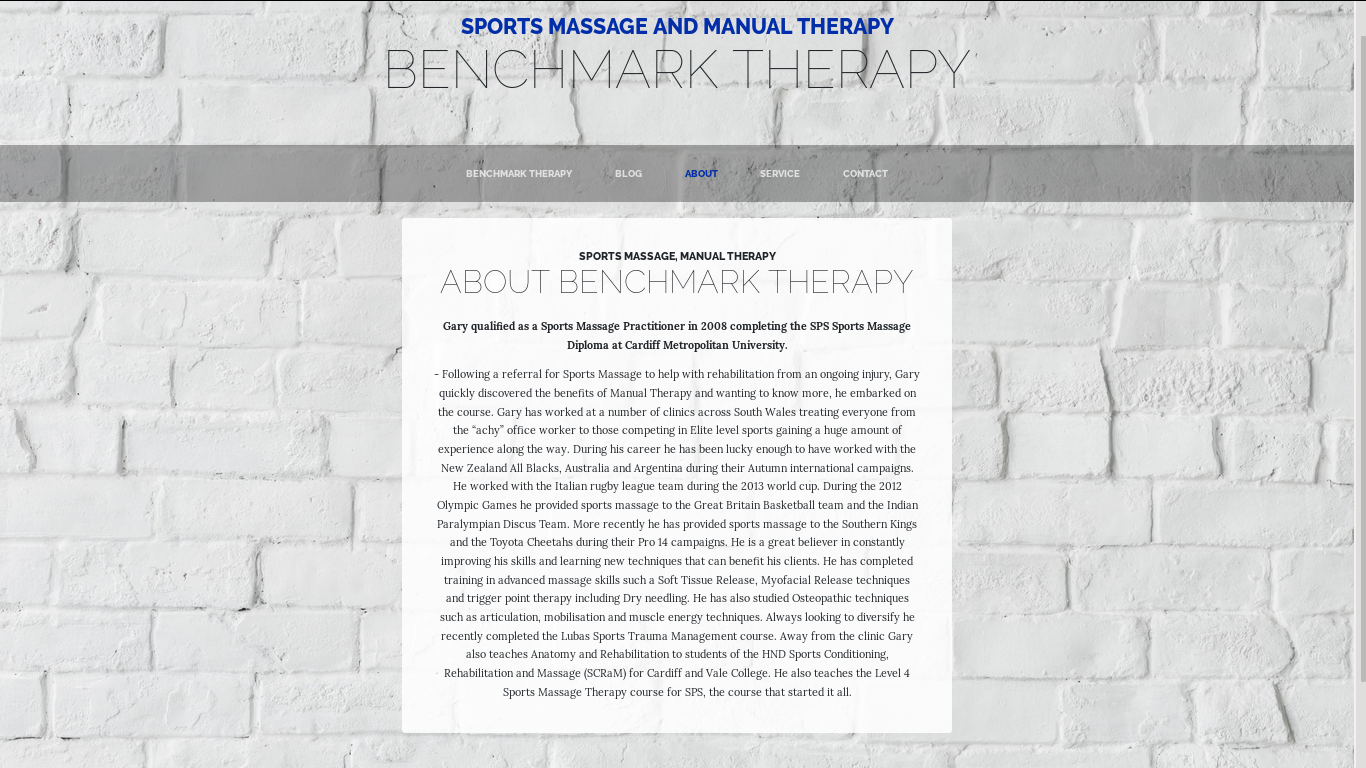 SPORTS MASSAGE AND MANUAL THERAPY
BENCHMARK THERAPY
BENCHMARK THERAPY BLOG ABOUT SERVICE CONTACT
SPORTS MASSAGE, MANUAL THERAPY
ABOUT BENCHMARK THERAPY
Gary qualified as a Sports Massage Practitioner in 2008 completing the SPS Sports Massage
Diploma at Cardiff Metropolitan University.
- Following a referral for Sports Massage to help with rehabilitation from an ongoing injury, Gary
quickly discovered the benefits of Manual Therapy and wanting to know more, he embarked on
the course. Gary has worked at a number of clinics across South Wales treating everyone from
the “achy” office worker to those competing in Elite level sports gaining a huge amount of
experience along the way. During his career he has been lucky enough to have worked with the
New Zealand All Blacks, Australia and Argentina during their Autumn international campaigns.
He worked with the Italian rugby league team during the 2013 world cup. During the 2012
Olympic Games he provided sports massage to the Great Britain Basketball team and the Indian
Paralympian Discus Team. More recently he has provided sports massage to the Southern Kings
and the Toyota Cheetahs during their Pro 14 campaigns. He is a great believer in constantly
improving his skills and learning new techniques that can benefit his clients. He has completed
training in advanced massage skills such a Soft Tissue Release, Myofacial Release techniques
and trigger point therapy including Dry needling. He has also studied Osteopathic techniques
such as articulation, mobilisation and muscle energy techniques. Always looking to diversify he
recently completed the Lubas Sports Trauma Management course. Away from the clinic Gary
also teaches Anatomy and Rehabilitation to students of the HND Sports Conditioning,
Rehabilitation and Massage (SCRaM) for Cardiff and Vale College. He also teaches the Level 4
Sports Massage Therapy course for SPS, the course that started it all.